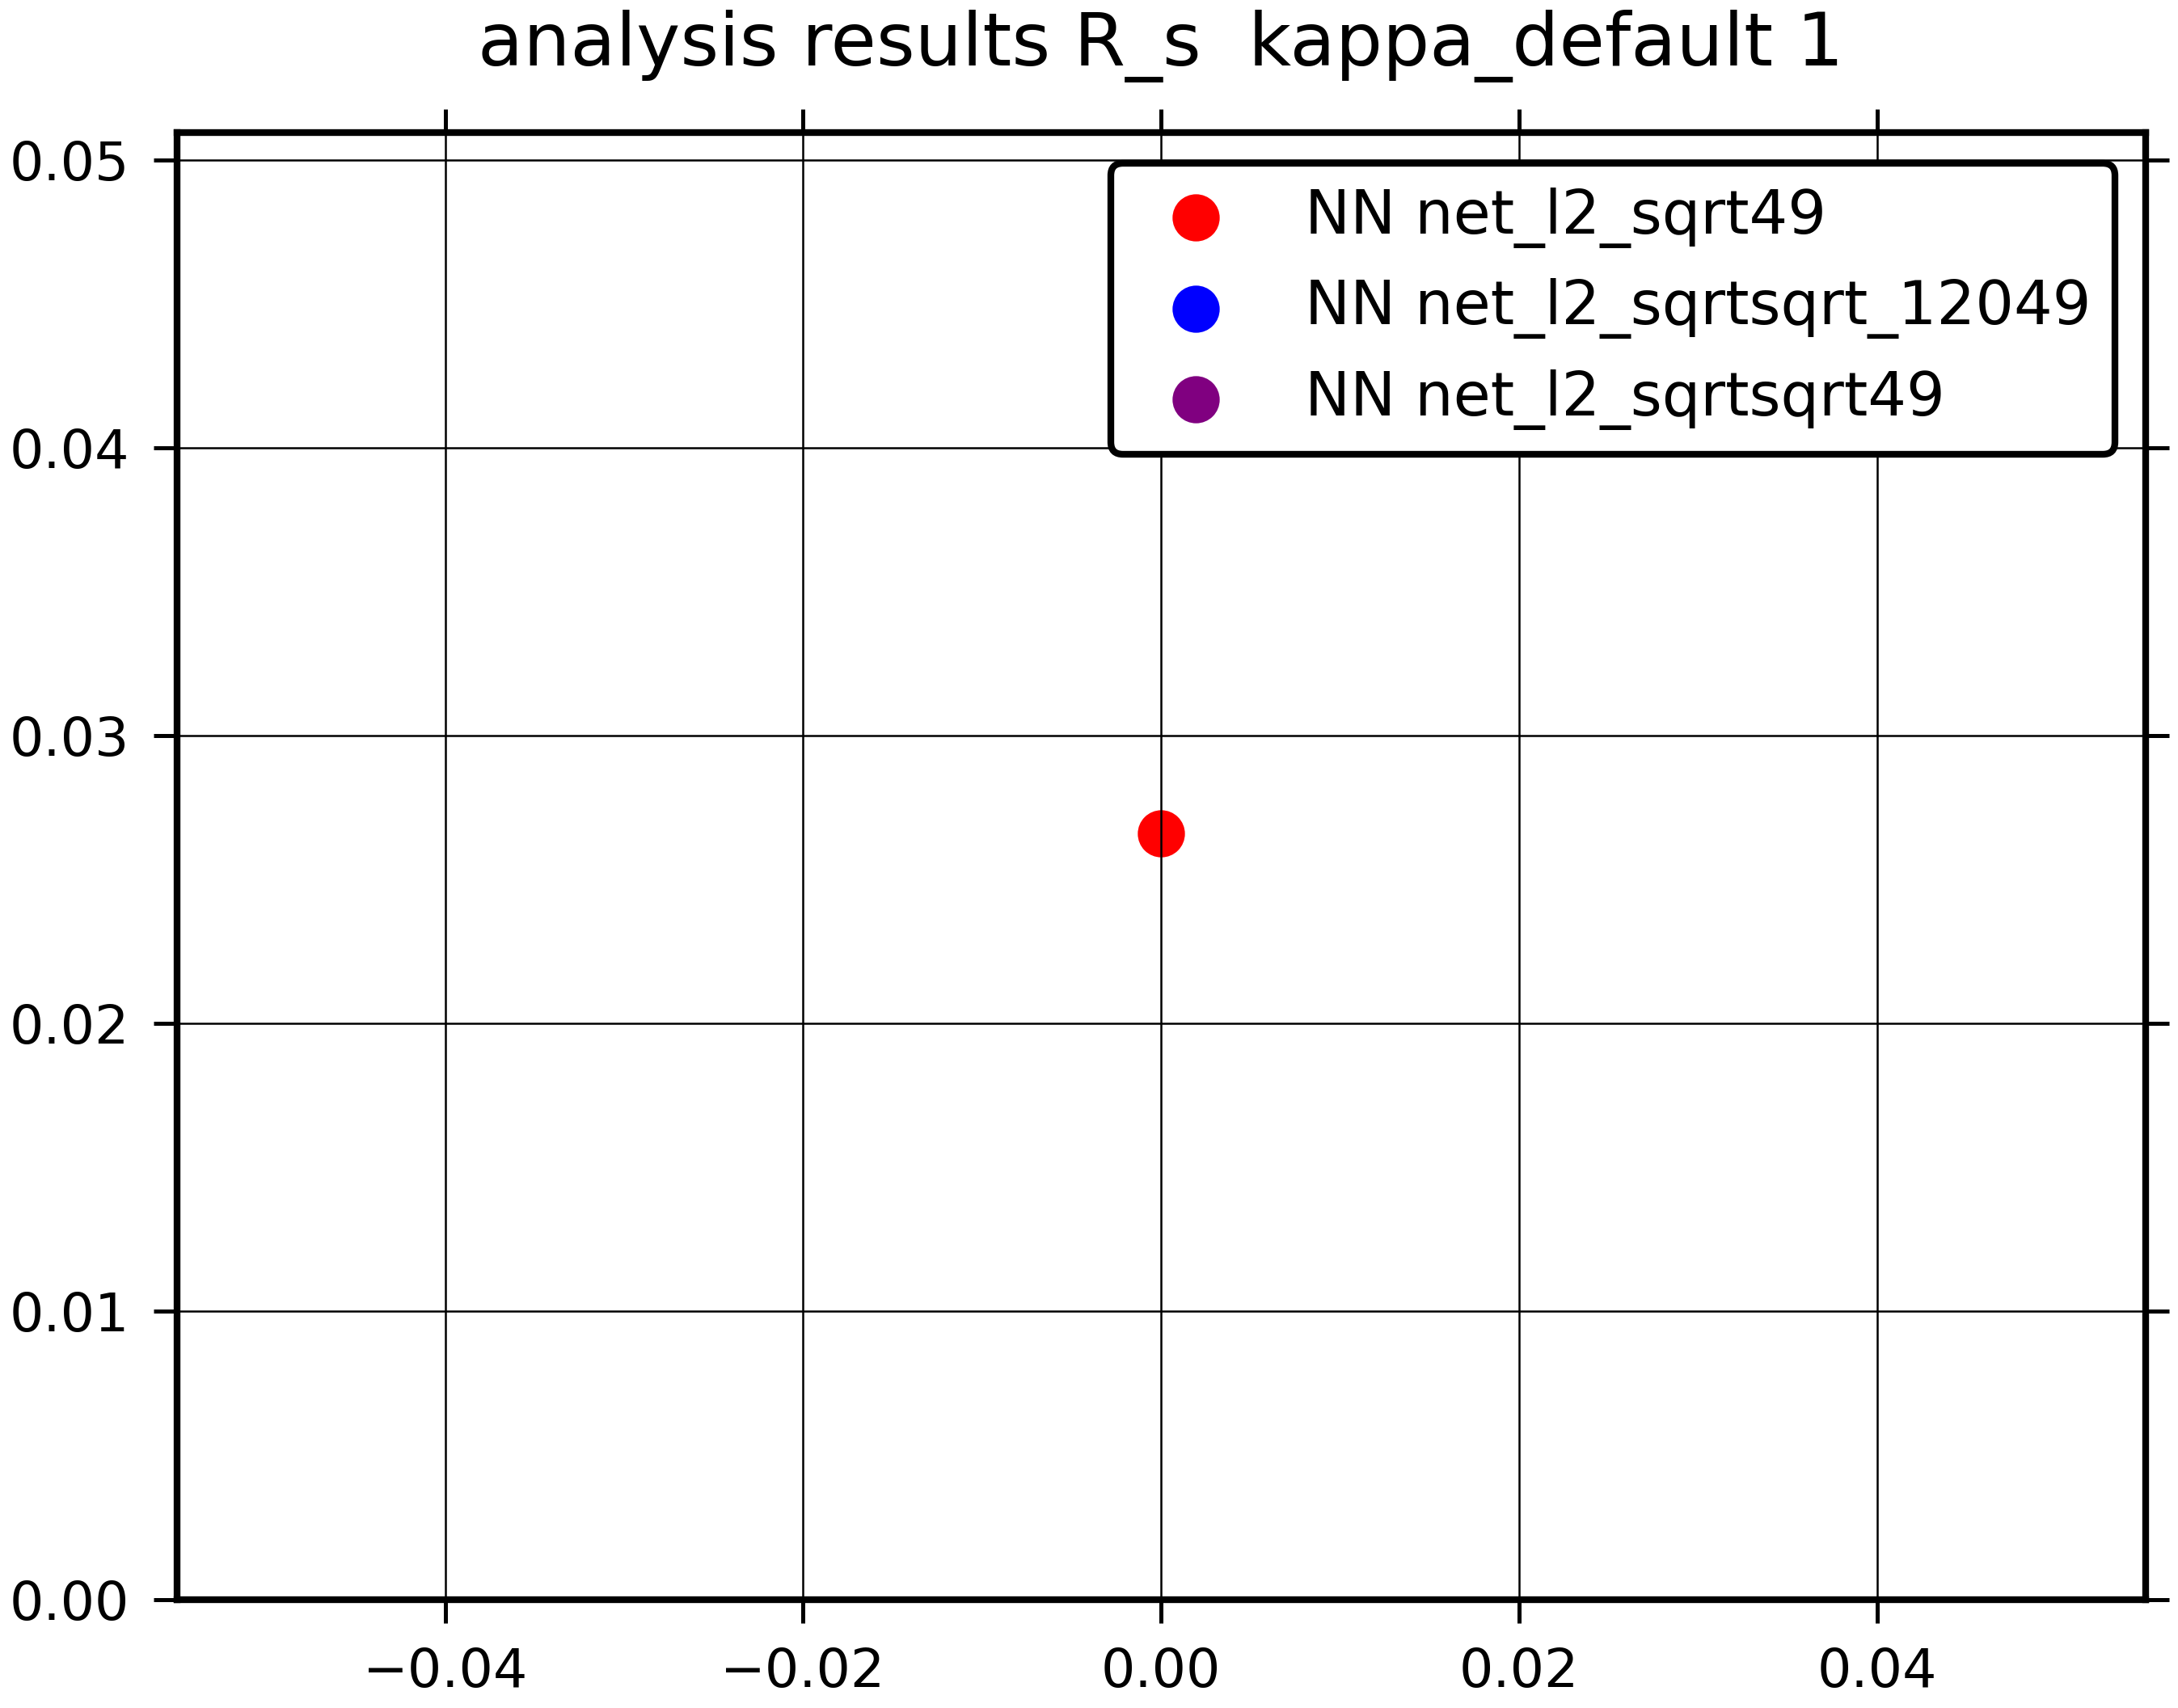 analysis results R_s  kappa_default 1
0.05
0.04
0.03
0.02
0.01
0.00
NN net_l2_sqrt49
NN net_l2_sqrtsqrt_12049
NN net_l2_sqrtsqrt49
−0.04
−0.02
0.00
0.02
0.04